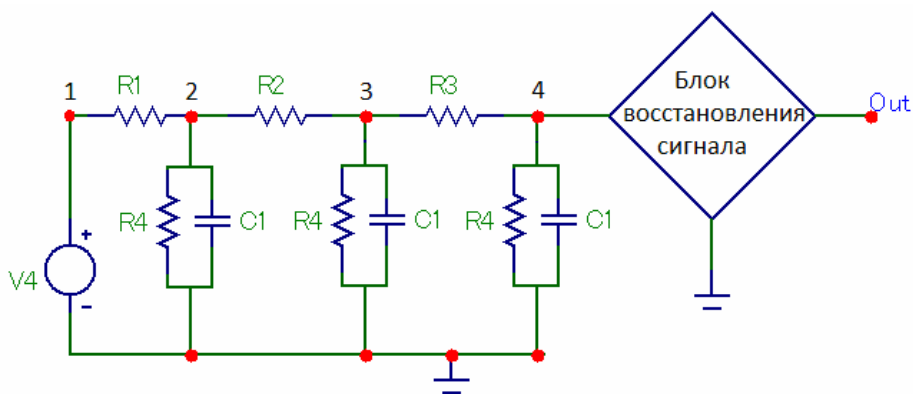 1 R1 2 R2 3 R3 4
Блок
восстановления
сигнала
Out
R4 C1 R4 C1 R4 C1
+
V4
-